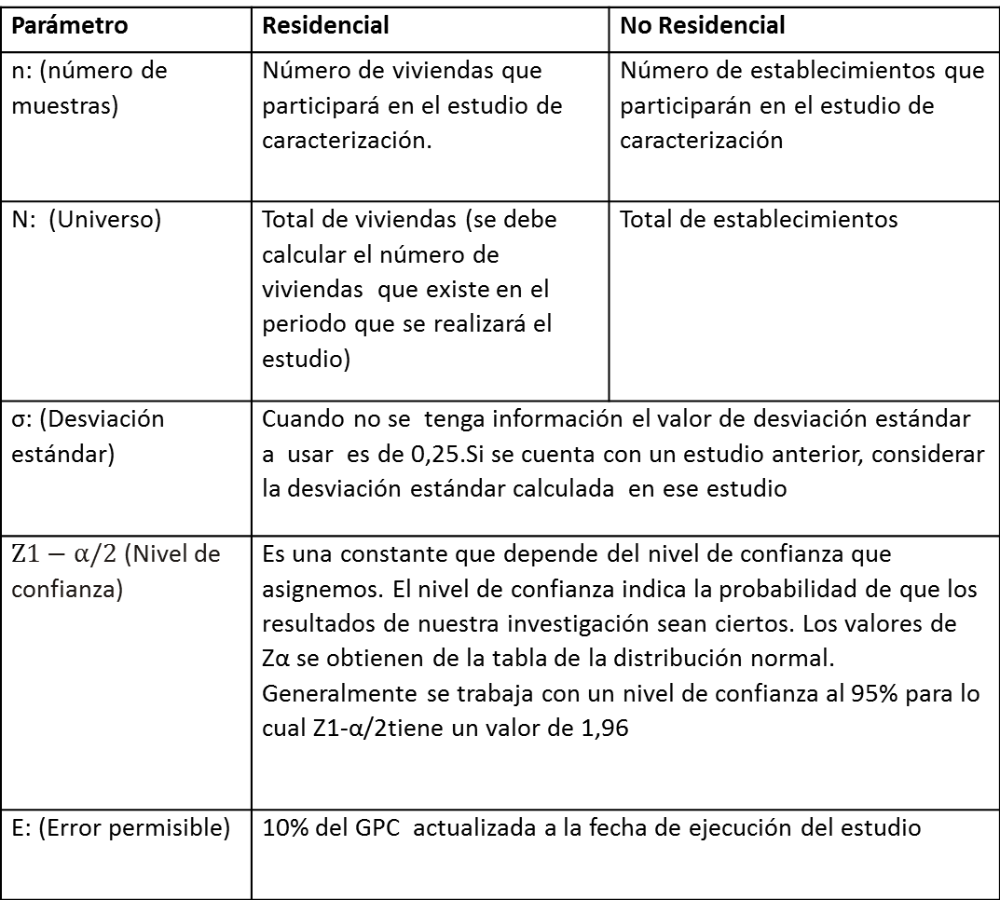 Parámetro
Residencial
No Residencial
n: (número de
muestras)
Número de viviendas que
participará en el estudio de
caracterización.
Número de establecimientos que
participarán en el estudio de
caracterización
N:  (Universo)
Total de viviendas (se debe
calcular el número de
viviendas  que existe en el
periodo que se realizará el
estudio)
Total de establecimientos
σ: (Desviación
estándar)
Cuando no se  tenga información el valor de desviación estándar
a  usar  es de 0,25.Si se cuenta con un estudio anterior, considerar
la desviación estándar calculada  en ese estudio
Z1 − α/2 (Nivel de
confianza)
Es una constante que depende del nivel de confianza que
asignemos. El nivel de confianza indica la probabilidad de que los
resultados de nuestra investigación sean ciertos. Los valores de
Zα se obtienen de la tabla de la distribución normal.
Generalmente se trabaja con un nivel de confianza al 95% para lo
cual Z1-α/2tiene un valor de 1,96
E: (Error permisible)
10% del GPC  actualizada a la fecha de ejecución del estudio